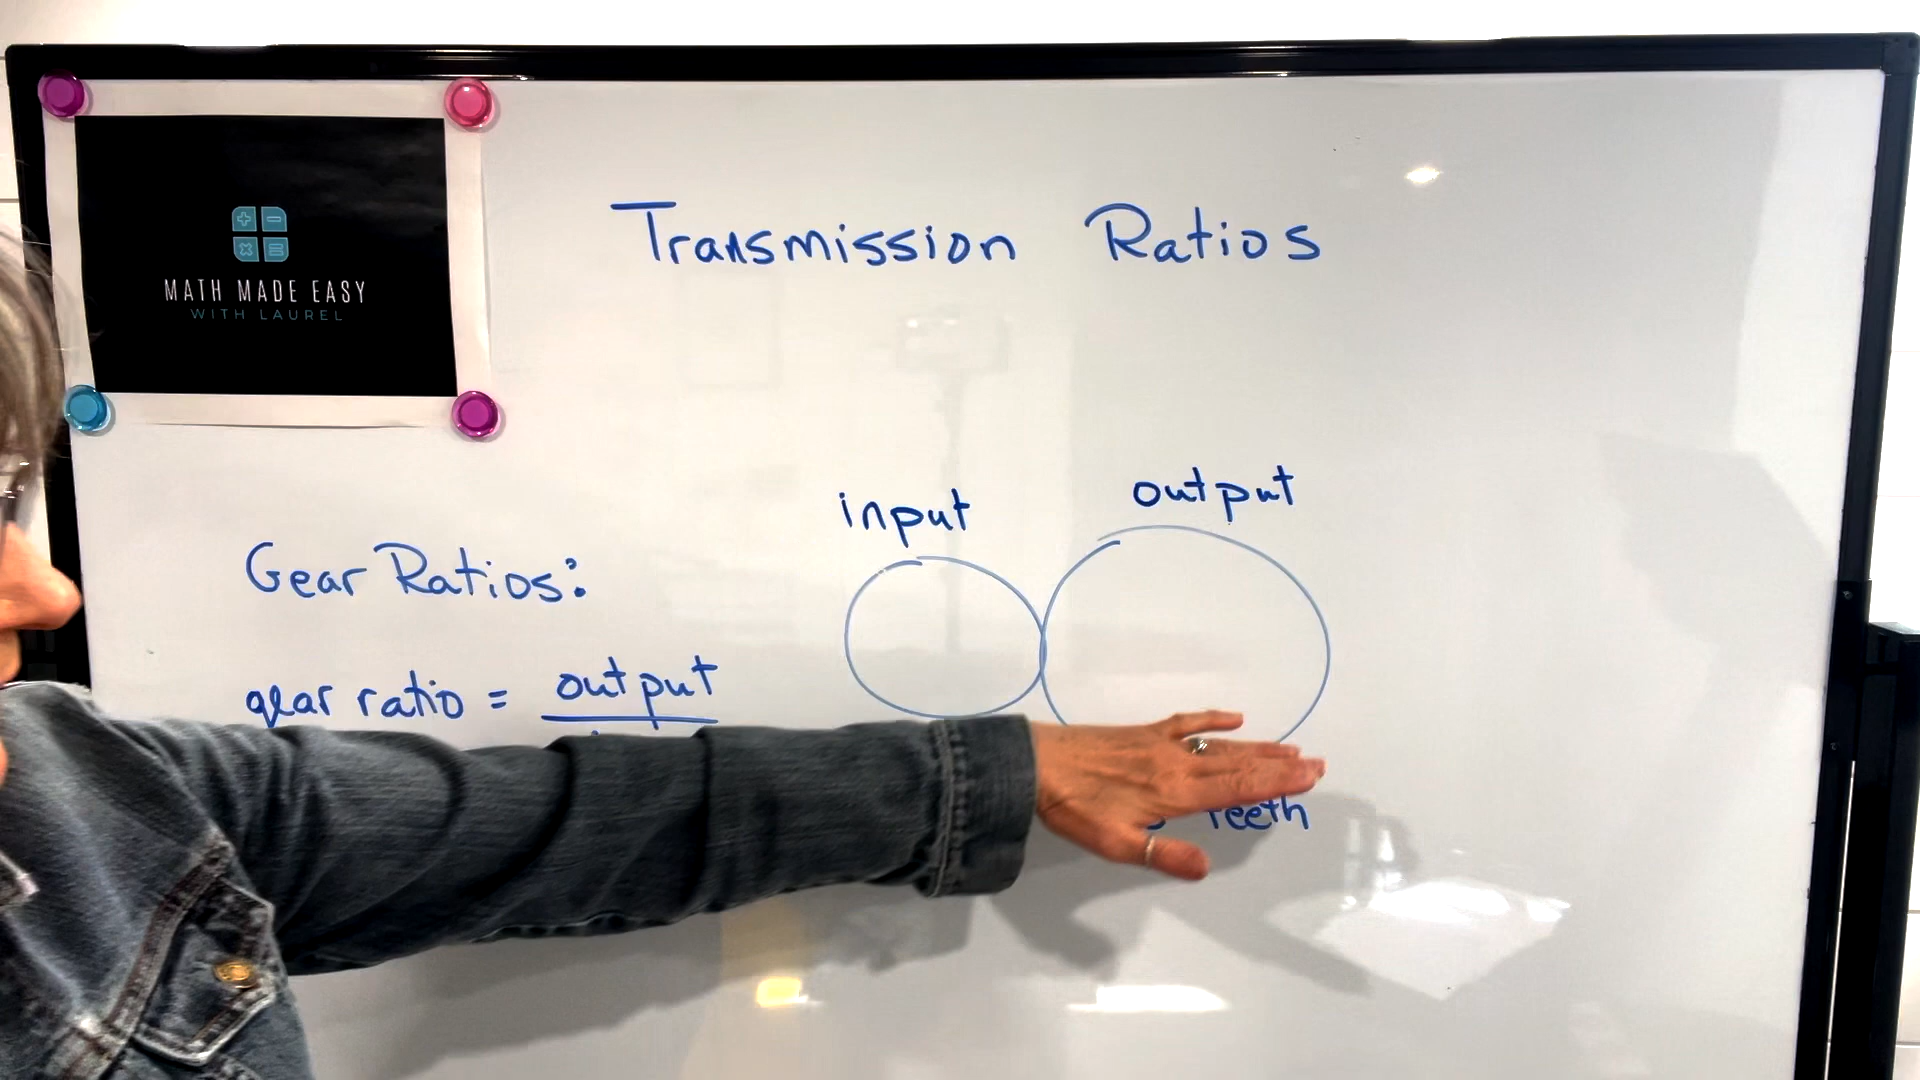 MATH MADE EASY
WITH LAUREL
Transmission Ratios
input
output
Gear Ratios:
gear ratio = output
teeth